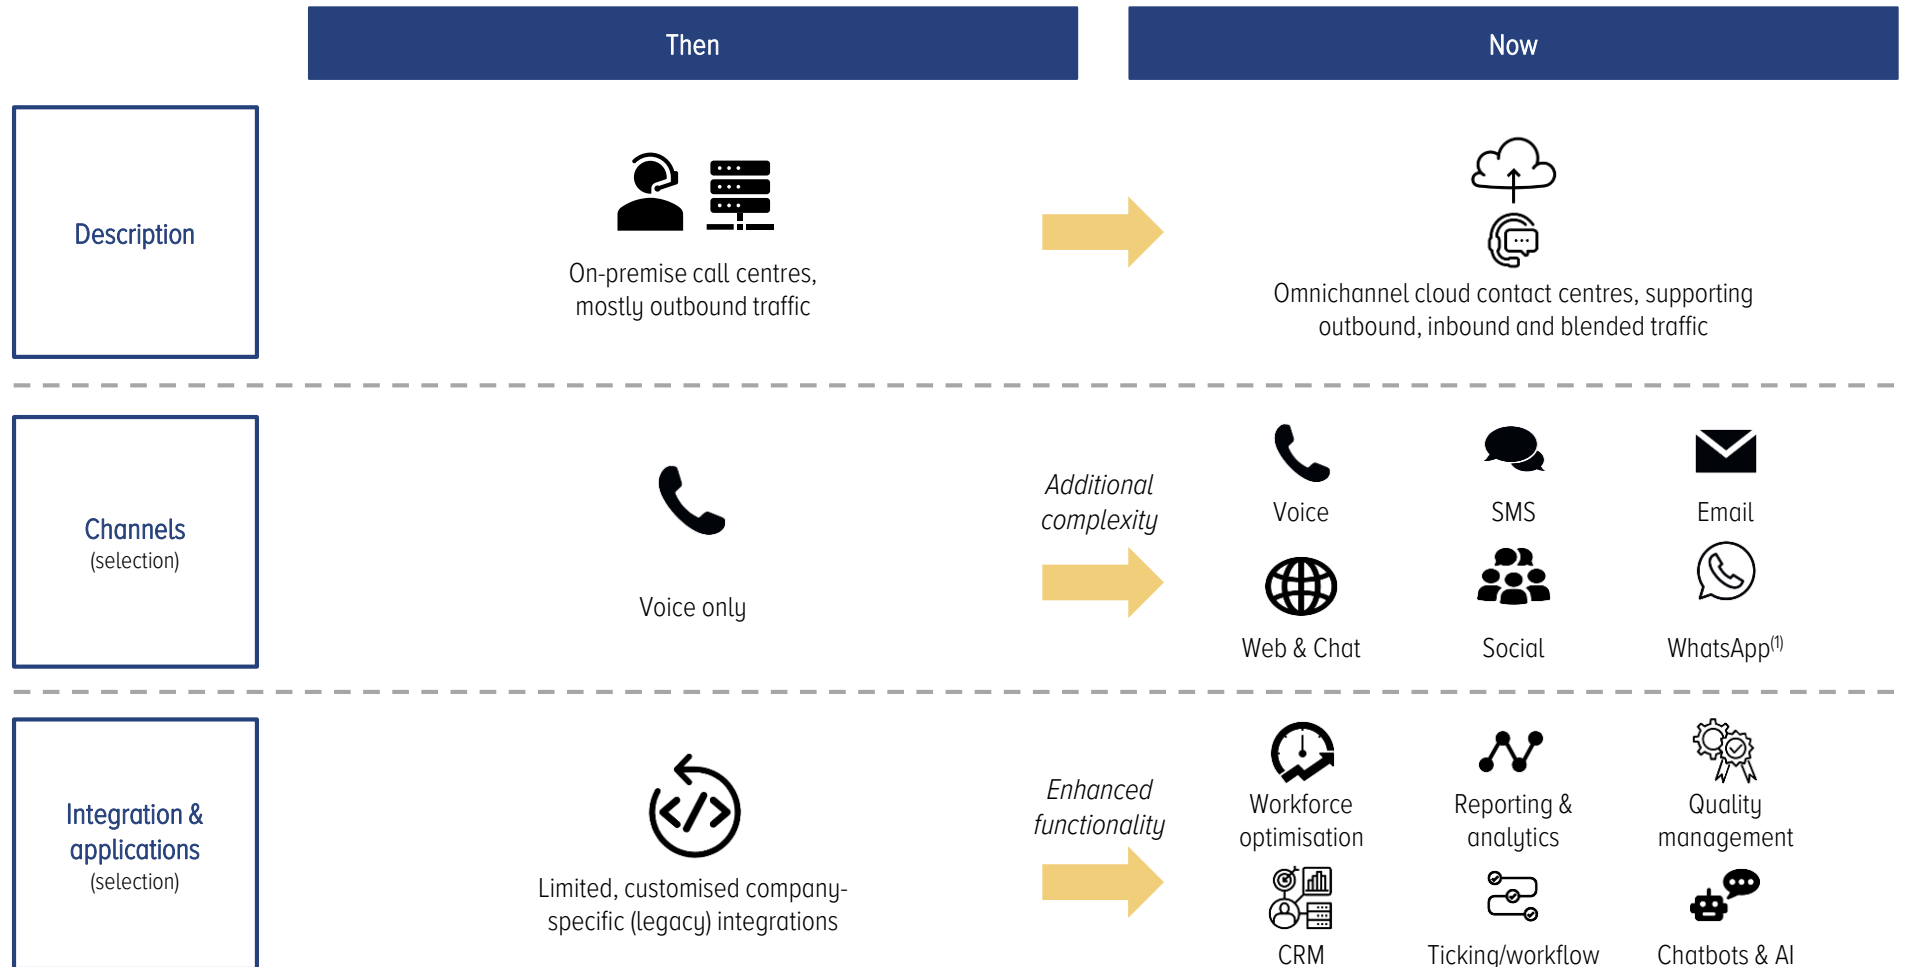 Then
Now
Description
On-premise call centres,
mostly outbound traffic
Omnichannel cloud contact centres, supporting
outbound, inbound and blended traffic
Channels
(selection)
Voice only
Additional
complexity
Voice
SMS
Email
Web & Chat
Social
WhatsApp(1)
Integration &
applications
(selection)
Limited, customised company-
specific (legacy) integrations
Enhanced
functionality
Workforce
optimisation
Reporting &
analytics
Quality
management
CRM
Ticking/workflow
Chatbots & AI